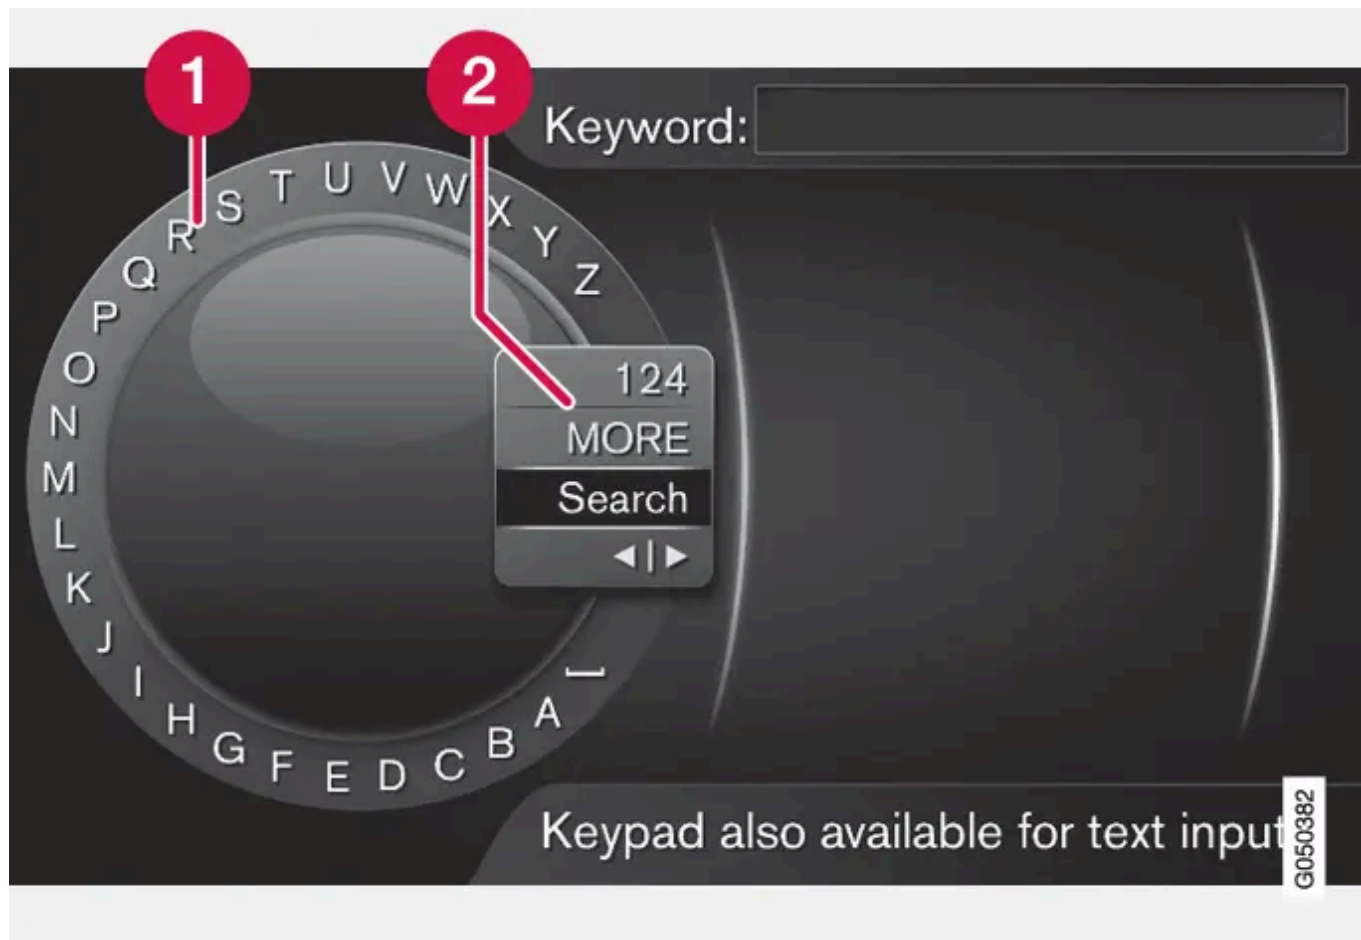 1
2
Keyword:
A B C D E F G H I J K L M N O P Q R S T U V W X Y Z
124
MORE
Search
◀|▶
Keypad also available for text input
G050382